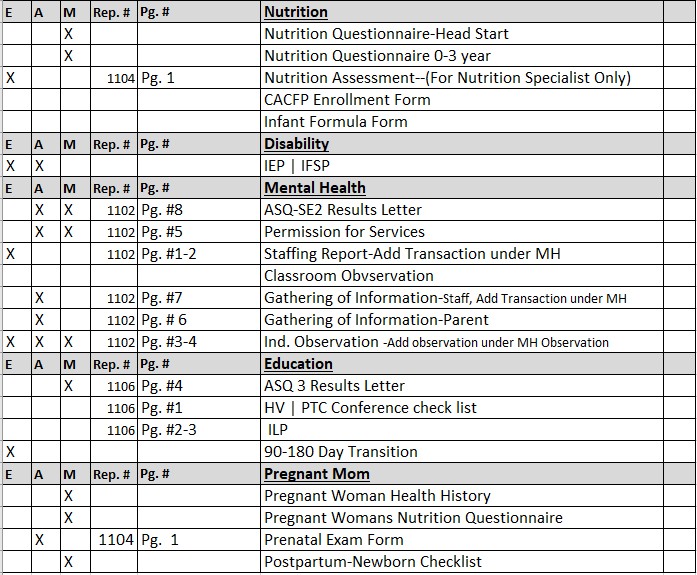 E A M Rep. # Pg. # Nutrition
X Nutrition Questionnaire-Head Start
X Nutrition Questionnaire 0-3 year
X 1104 Pg. 1 Nutrition Assessment--(For Nutrition Specialist Only)
CACFP Enrollment Form
Infant Formula Form
E A M Rep. # Pg. # Disability
X X IEP | IFSP
E A M Rep. # Pg. # Mental Health
X X 1102 Pg. #8 ASQ-SE2 Results Letter
X X 1102 Pg. #5 Permission for Services
X 1102 Pg. #1-2 Staffing Report-Add Transaction under MH
Classroom Obvservation
X 1102 Pg. #7 Gathering of Information-Staff, Add Transaction under MH
X 1102 Pg. # 6 Gathering of Information-Parent
X X X 1102 Pg. #3-4 Ind. Observation -Add observation under MH Observation
E A M Rep. # Pg. # Education
X 1106 Pg. #4 ASQ 3 Results Letter
1106 Pg. #1 HV | PTC Conference check list
1106 Pg. #2-3 ILP
X 90-180 Day Transition
E A M Rep. # Pg. # Pregnant Mom
X Pregnant Woman Health History
X Pregnant Womans Nutrition Questionnaire
X 1104 Pg. 1 Prenatal Exam Form
X Postpartum-Newborn Checklist